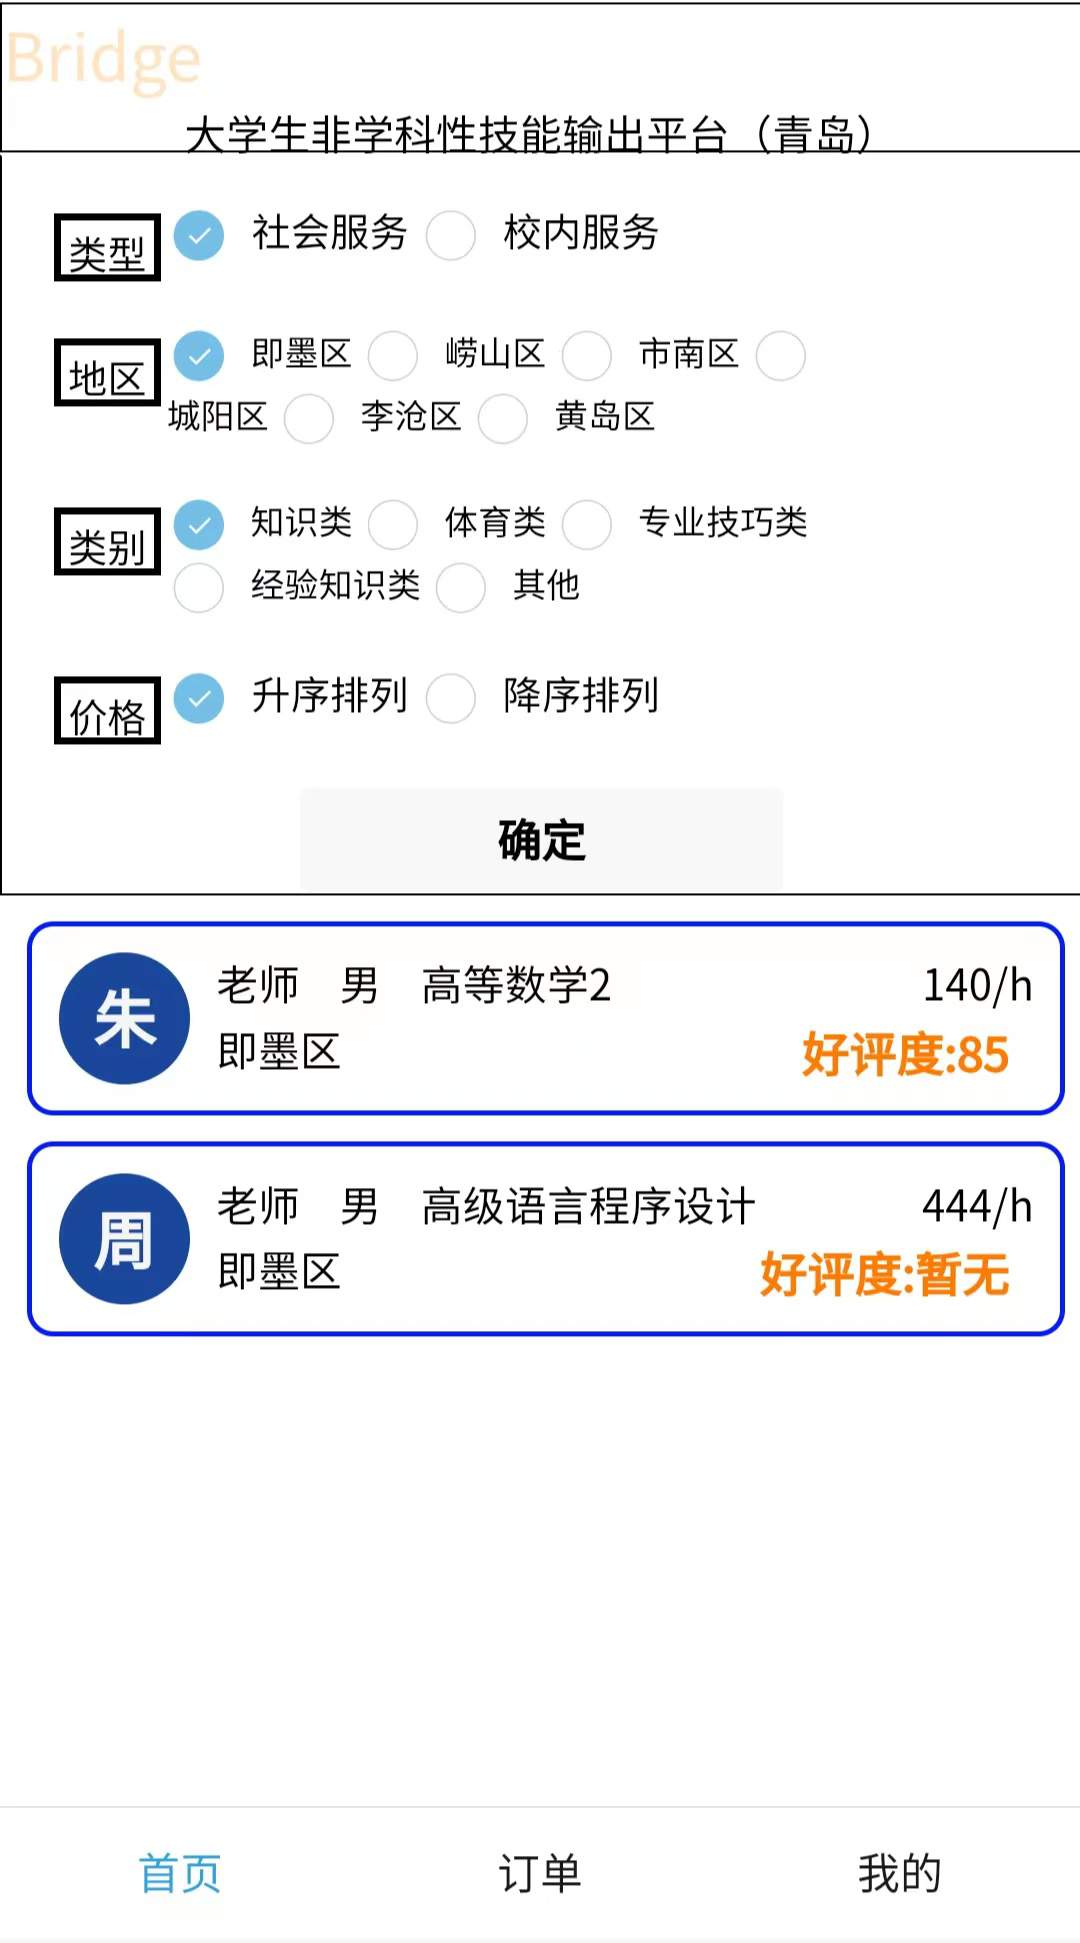 Bridge
大学生非学科性技能输出平台（青岛）
类型 社会服务 校内服务
地区 即墨区 崂山区 市南区
城阳区 李沧区 黄岛区
类别 知识类 体育类 专业技巧类
经验知识类 其他
价格 升序排列 降序排列
确定
朱 老师 男 高等数学2 140/h
即墨区 好评度:85
周 老师 男 高级语言程序设计 444/h
即墨区 好评度:暂无
首页 订单 我的